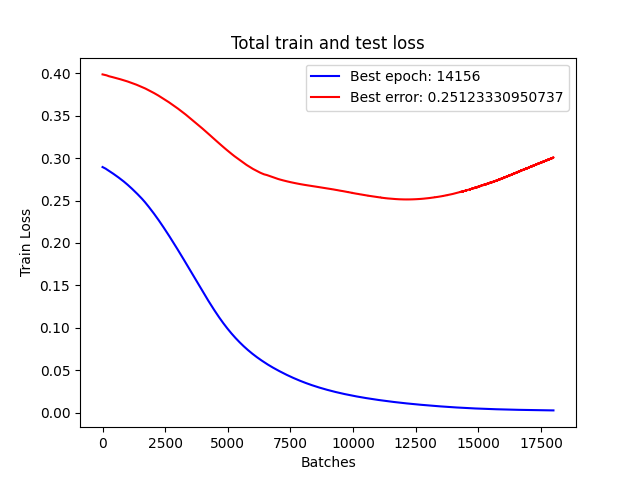 Total train and test loss
Best epoch: 14156
Best error: 0.25123330950737
Train Loss
0.40
0.35
0.30
0.25
0.20
0.15
0.10
0.05
0.00
0 2500 5000 7500 10000 12500 15000 17500
Batches